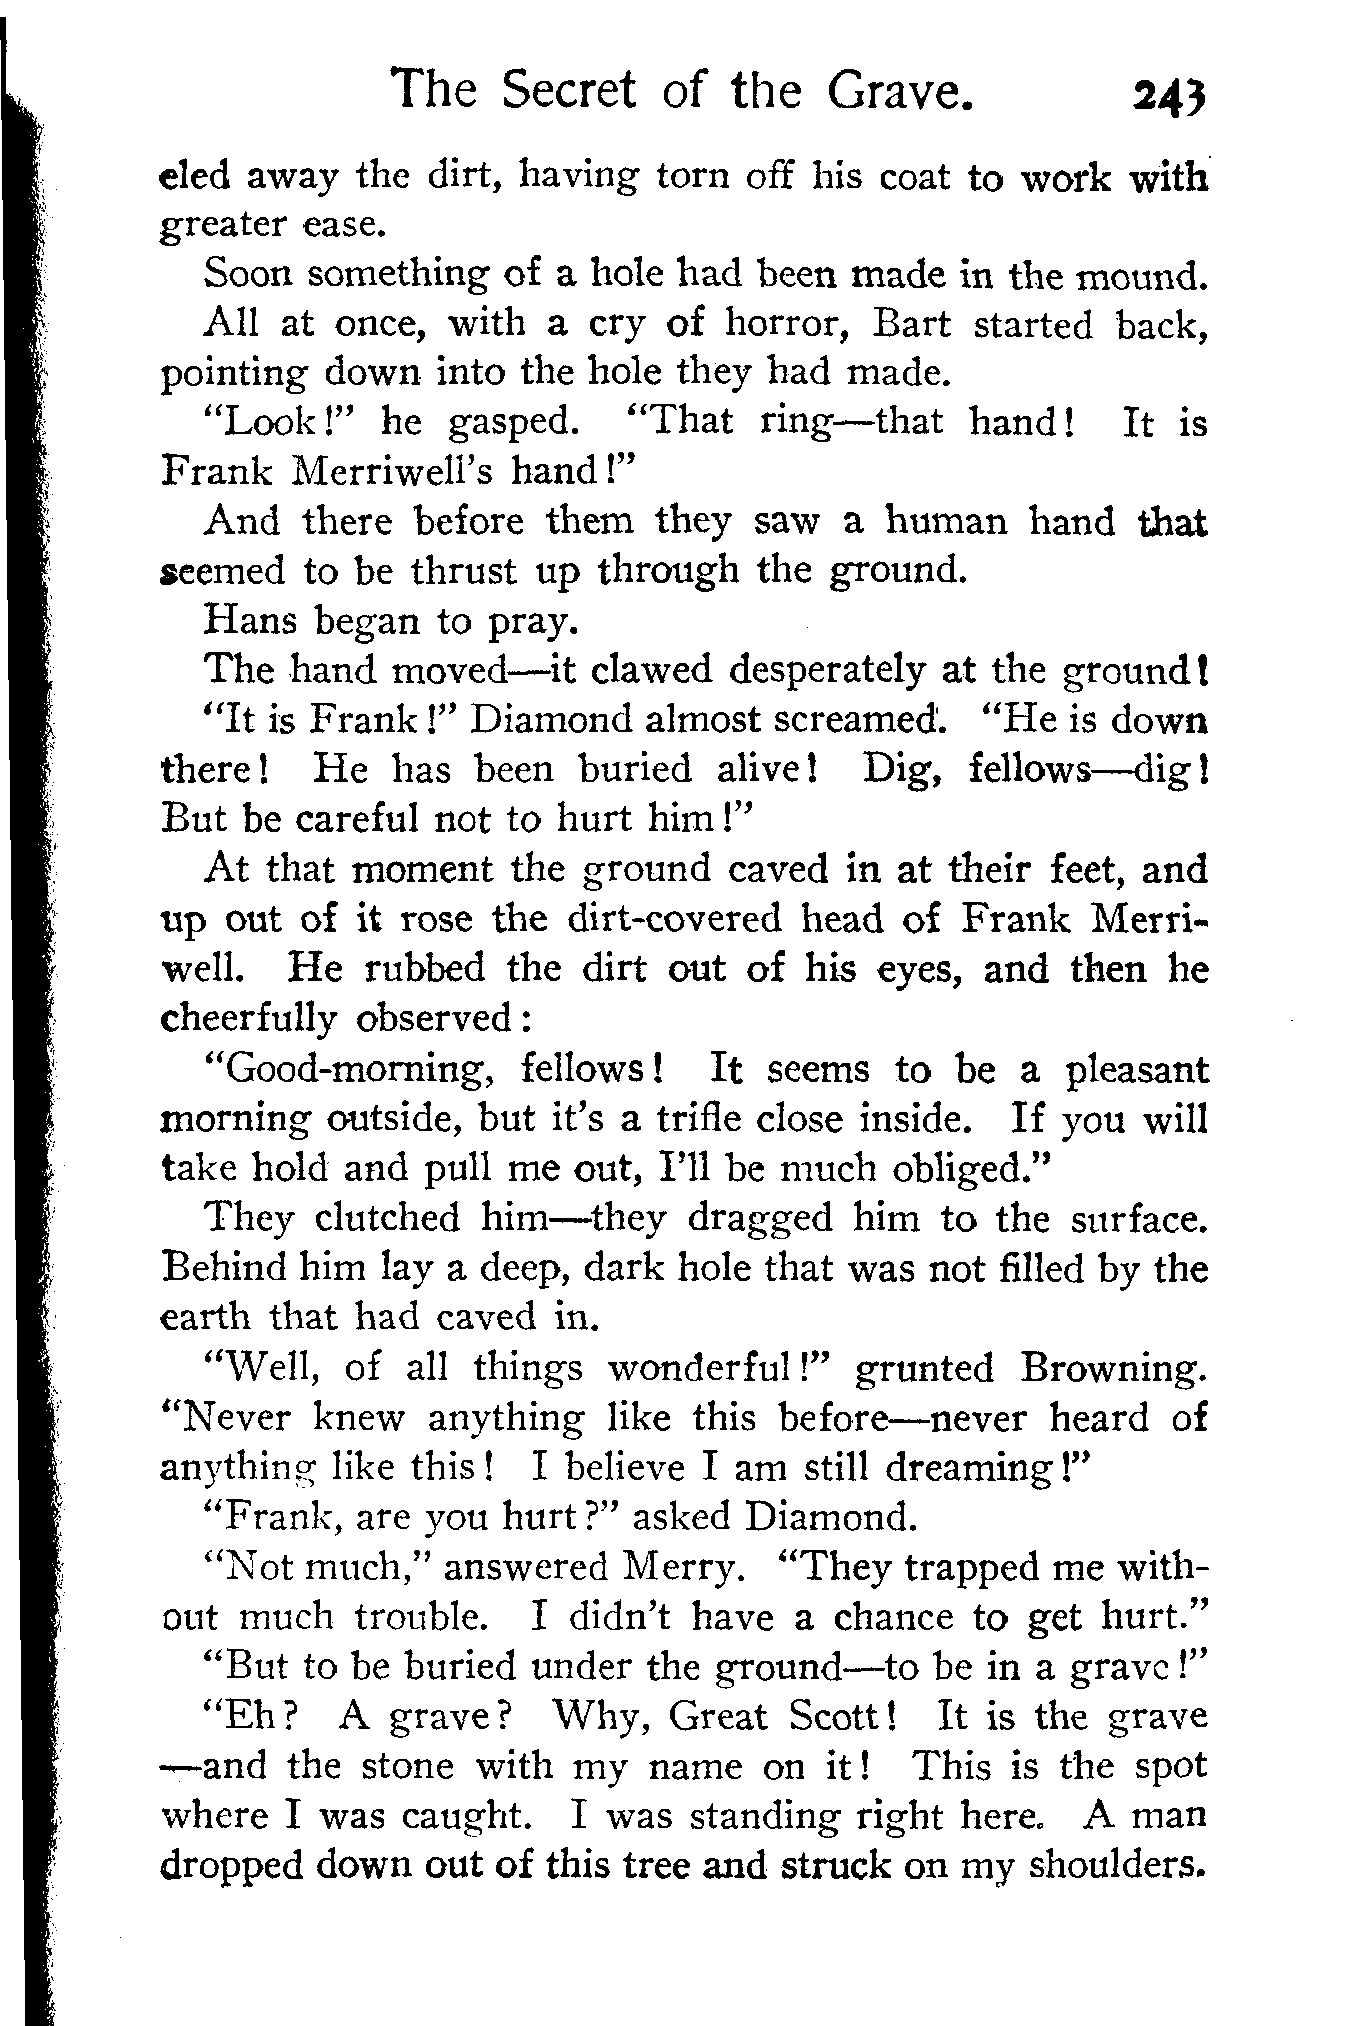 The Secret of the Grave. 243
eled away the dirt, having torn off his coat to work with
greater ease.
Soon something of a hole had been made in the mound.
All at once, with a cry of horror, Bart started back,
pointing down into the hole they had made.
“Look!” he gasped. “That ring—that hand! It is
Frank Merriwell’s hand!”
And there before them they saw a human hand that
seemed to be thrust up through the ground.
Hans began to pray.
The hand moved—it clawed desperately at the ground!
“It is Frank!” Diamond almost screamed. “He is down
there! He has been buried alive! Dig, fellows—dig!
But be careful not to hurt him!”
At that moment the ground caved in at their feet, and
up out of it rose the dirt-covered head of Frank Merri-
well. He rubbed the dirt out of his eyes, and then he
cheerfully observed:
“Good-morning, fellows! It seems to be a pleasant
morning outside, but it’s a trifle close inside. If you will
take hold and pull me out, I’ll be much obliged.”
They clutched him—they dragged him to the surface.
Behind him lay a deep, dark hole that was not filled by the
earth that had caved in.
“Well, of all things wonderful!” grunted Browning.
“Never knew anything like this before—never heard of
anything like this! I believe I am still dreaming!”
“Frank, are you hurt?” asked Diamond.
“Not much,” answered Merry. “They trapped me with-
out much trouble. I didn’t have a chance to get hurt.”
“But to be buried under the ground—to be in a grave!”
“Eh? A grave? Why, Great Scott! It is the grave
—and the stone with my name on it! This is the spot
where I was caught. I was standing right here. A man
dropped down out of this tree and struck on my shoulders.